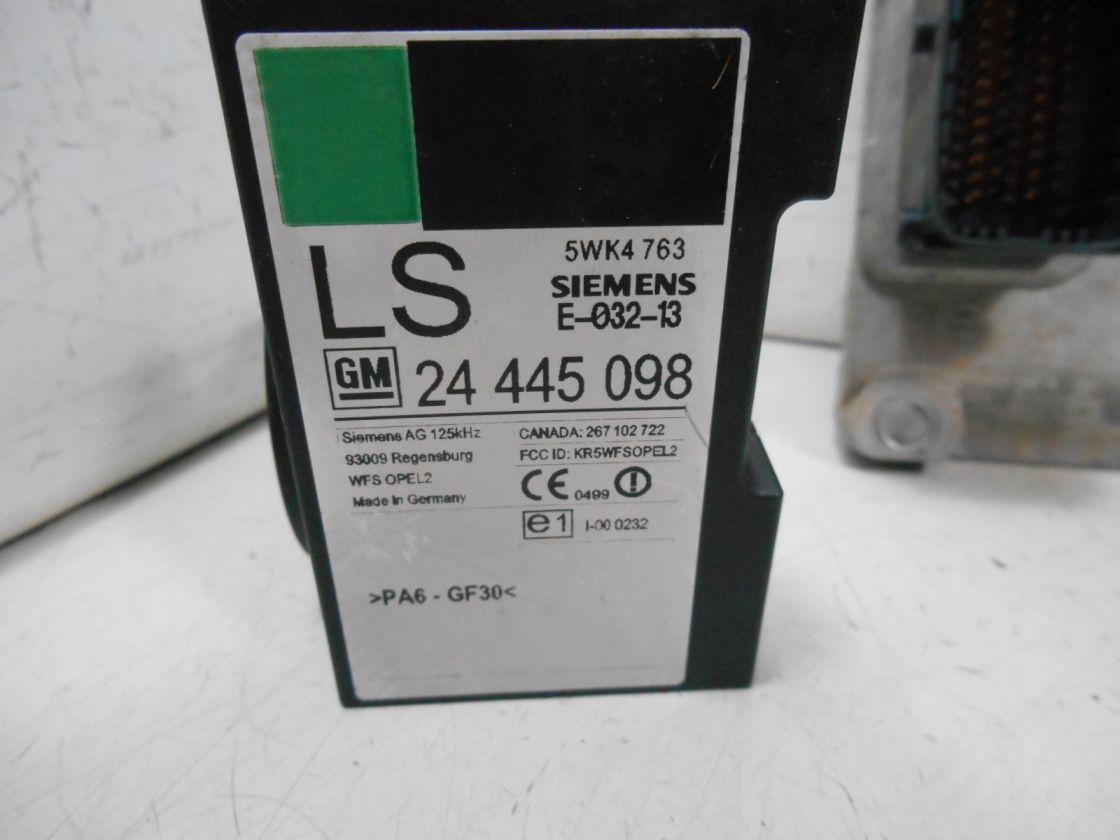 LS
5WK4 763
SIEMENS
E-032-13
GM 24 445 098
Siemens AG 125kHz
93009 Regensburg
WFS OPEL2
Made in Germany
CANADA: 267 102 722
FCC ID: KR5WFSOPEL2
CE 0499
e1 I-00 0232
>PA6 - GF30<